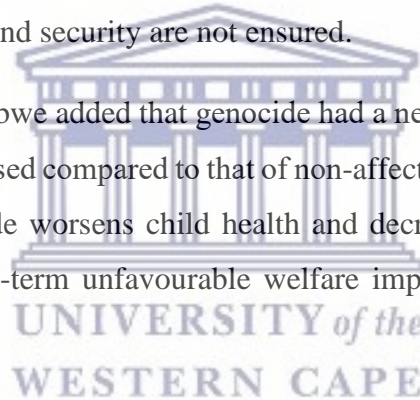 nd security are not ensured.
we added that genocide had a ne
sed compared to that of non-affect
le worsens child health and decr
-term unfavourable welfare imp
UNIVERSITY of the
WESTERN CAPE